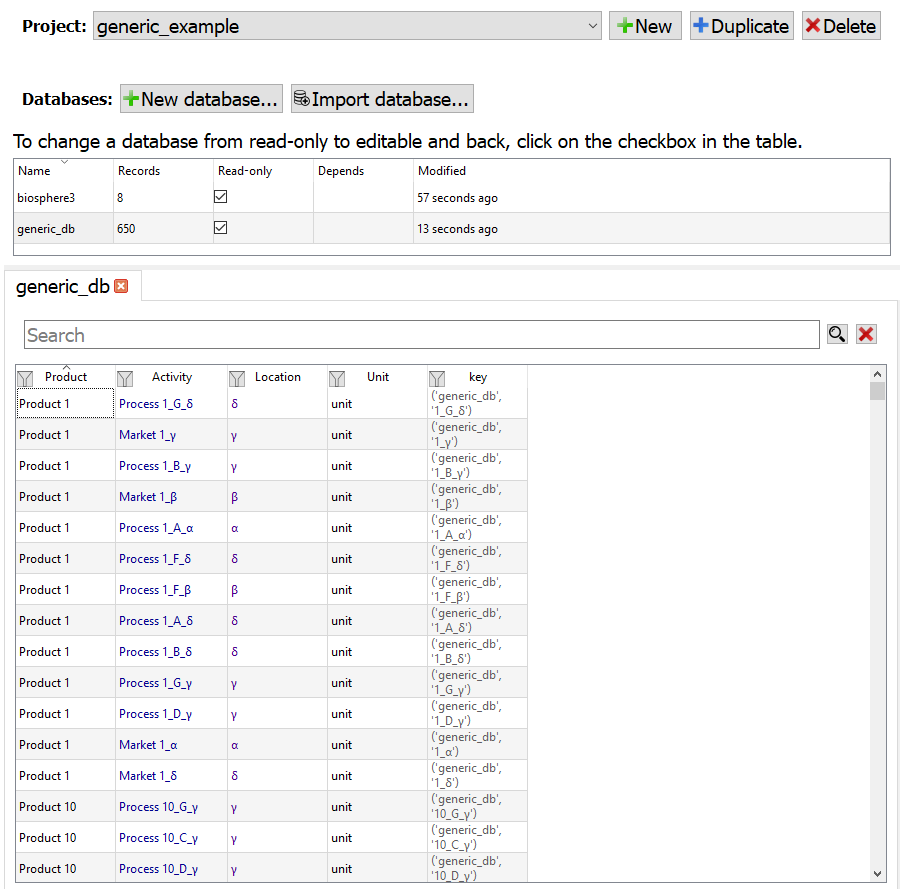 Project: generic_example New Duplicate Delete
Databases: New database... Import database...
To change a database from read-only to editable and back, click on the checkbox in the table.
Name Records Read-only Depends Modified
biosphere3 8 57 seconds ago
generic_db 650 13 seconds ago
generic_db
Search
Product Activity Location Unit key
Product 1 Process 1_G_δ δ unit ('generic_db', '1_G_δ')
Product 1 Market 1_γ γ unit ('generic_db', '1_γ')
Product 1 Process 1_B_γ γ unit ('generic_db', '1_B_γ')
Product 1 Market 1_β β unit ('generic_db', '1_β')
Product 1 Process 1_A_α α unit ('generic_db', '1_A_α')
Product 1 Process 1_F_δ δ unit ('generic_db', '1_F_δ')
Product 1 Process 1_F_β β unit ('generic_db', '1_F_β')
Product 1 Process 1_A_δ δ unit ('generic_db', '1_A_δ')
Product 1 Process 1_B_δ δ unit ('generic_db', '1_B_δ')
Product 1 Process 1_G_γ γ unit ('generic_db', '1_G_γ')
Product 1 Process 1_D_γ γ unit ('generic_db', '1_D_γ')
Product 1 Market 1_α α unit ('generic_db', '1_α')
Product 1 Market 1_δ δ unit ('generic_db', '1_δ')
Product 10 Process 10_G_γ γ unit ('generic_db', '10_G_γ')
Product 10 Process 10_C_γ γ unit ('generic_db', '10_C_γ')
Product 10 Process 10_D_γ γ unit ('generic_db', '10_D_γ')